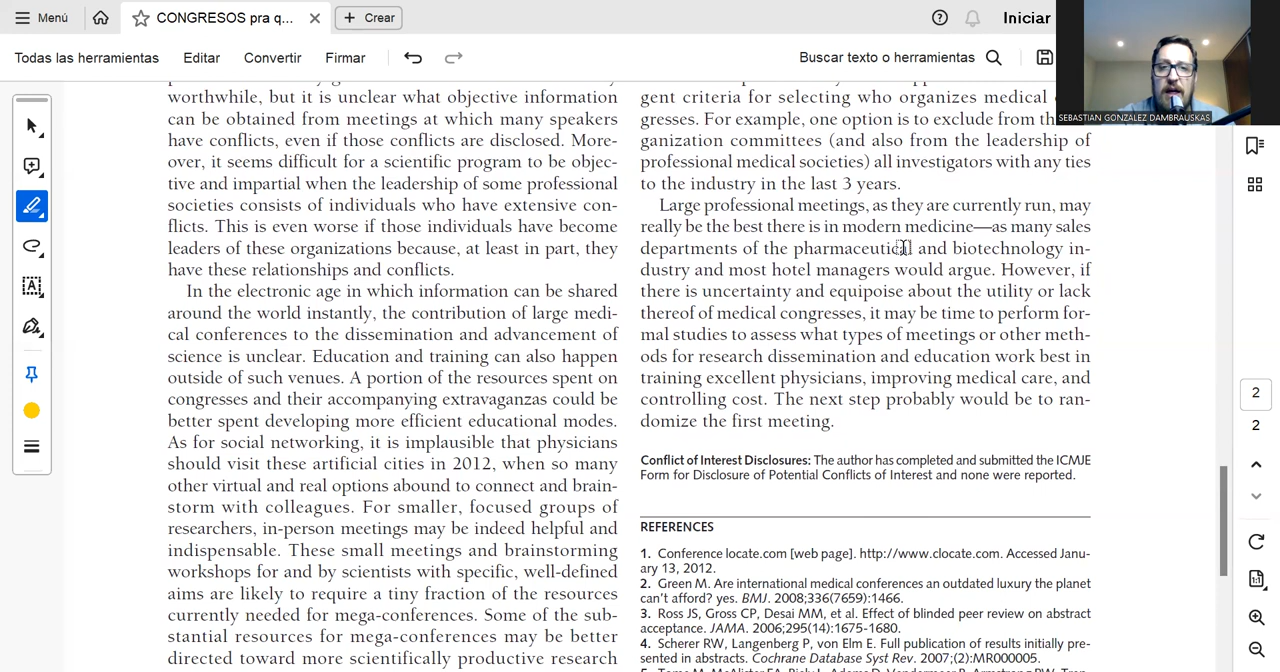 Menú
CONGRESOS pra q...
Crear
Iniciar
Todas las herramientas
Editar
Convertir
Firmar
Buscar texto o herramientas
SEBASTIAN GONZALEZ DAMBRAUSKAS
worthwhile, but it is unclear what objective information
can be obtained from meetings at which many speakers
have conflicts, even if those conflicts are disclosed. More-
over, it seems difficult for a scientific program to be objec-
tive and impartial when the leadership of some professional
societies consists of individuals who have extensive con-
flicts. This is even worse if those individuals have become
leaders of these organizations because, at least in part, they
have these relationships and conflicts.
In the electronic age in which information can be shared
around the world instantly, the contribution of large medi-
cal conferences to the dissemination and advancement of
science is unclear. Education and training can also happen
outside of such venues. A portion of the resources spent on
congresses and their accompanying extravaganzas could be
better spent developing more efficient educational modes.
As for social networking, it is implausible that physicians
should visit these artificial cities in 2012, when so many
other virtual and real options abound to connect and brain-
storm with colleagues. For smaller, focused groups of
researchers, in-person meetings may be indeed helpful and
indispensable. These small meetings and brainstorming
workshops for and by scientists with specific, well-defined
aims are likely to require a tiny fraction of the resources
currently needed for mega-conferences. Some of the sub-
stantial resources for mega-conferences may be better
directed toward more scientifically productive research
gent criteria for selecting who organizes medical
gresses. For example, one option is to exclude from
ganization committees (and also from the leadership of
professional medical societies) all investigators with any ties
to the industry in the last 3 years.
Large professional meetings, as they are currently run, may
really be the best there is in modern medicine—as many sales
departments of the pharmaceutical and biotechnology in-
dustry and most hotel managers would argue. However, if
there is uncertainty and equipoise about the utility or lack
thereof of medical congresses, it may be time to perform for-
mal studies to assess what types of meetings or other meth-
ods for research dissemination and education work best in
training excellent physicians, improving medical care, and
controlling cost. The next step probably would be to ran-
domize the first meeting.
Conflict of Interest Disclosures: The author has completed and submitted the ICMJE
Form for Disclosure of Potential Conflicts of Interest and none were reported.
REFERENCES
1. Conference locate.com [web page]. http://www.clocate.com. Accessed Janu-
ary 13, 2012.
2. Green M. Are international medical conferences an outdated luxury the planet
can't afford? yes. BMJ. 2008;336(7659):1466.
3. Ross JS, Gross CP, Desai MM, et al. Effect of blinded peer review on abstract
acceptance. JAMA. 2006;295(14):1675-1680.
4. Scherer RW, Langenberg P, von Elm E. Full publication of results initially pre-
sented in abstracts. Cochrane Database Syst Rev. 2007;(2):MR000005.
2
2